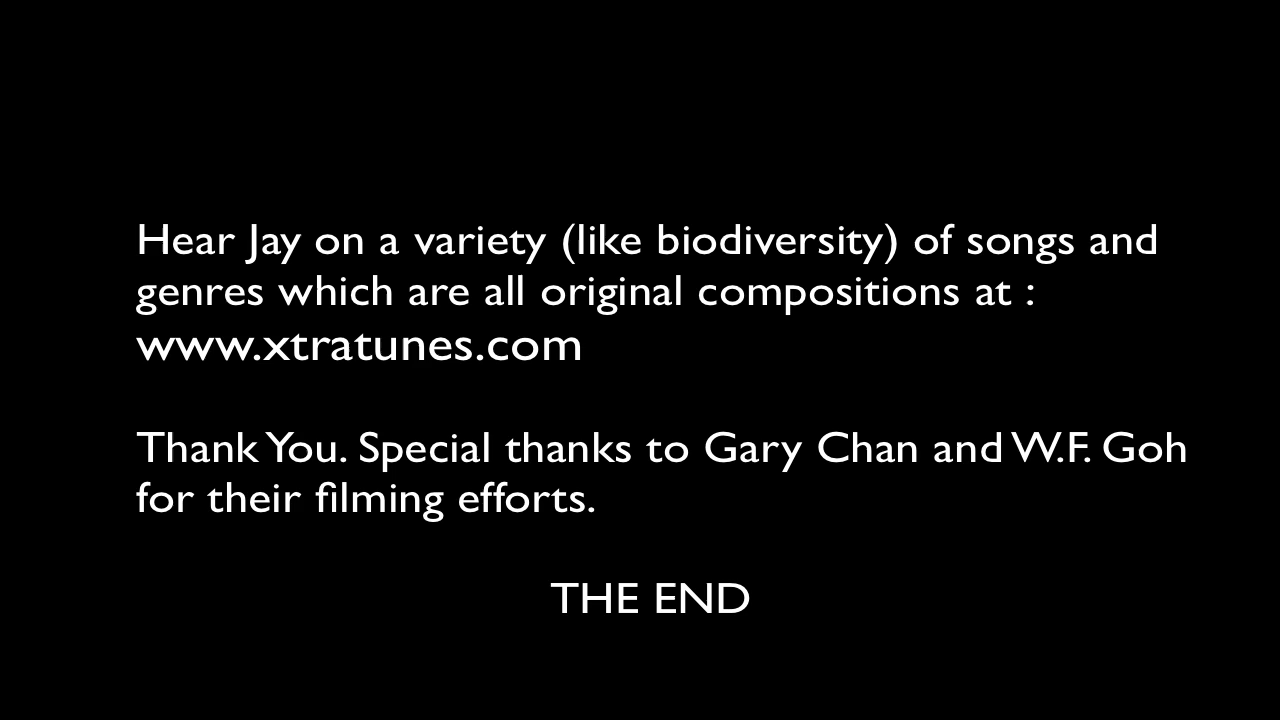 Hear Jay on a variety (like biodiversity) of songs and
genres which are all original compositions at :
www.xtratunes.com
Thank You. Special thanks to Gary Chan and W.F. Goh
for their filming efforts.
THE END